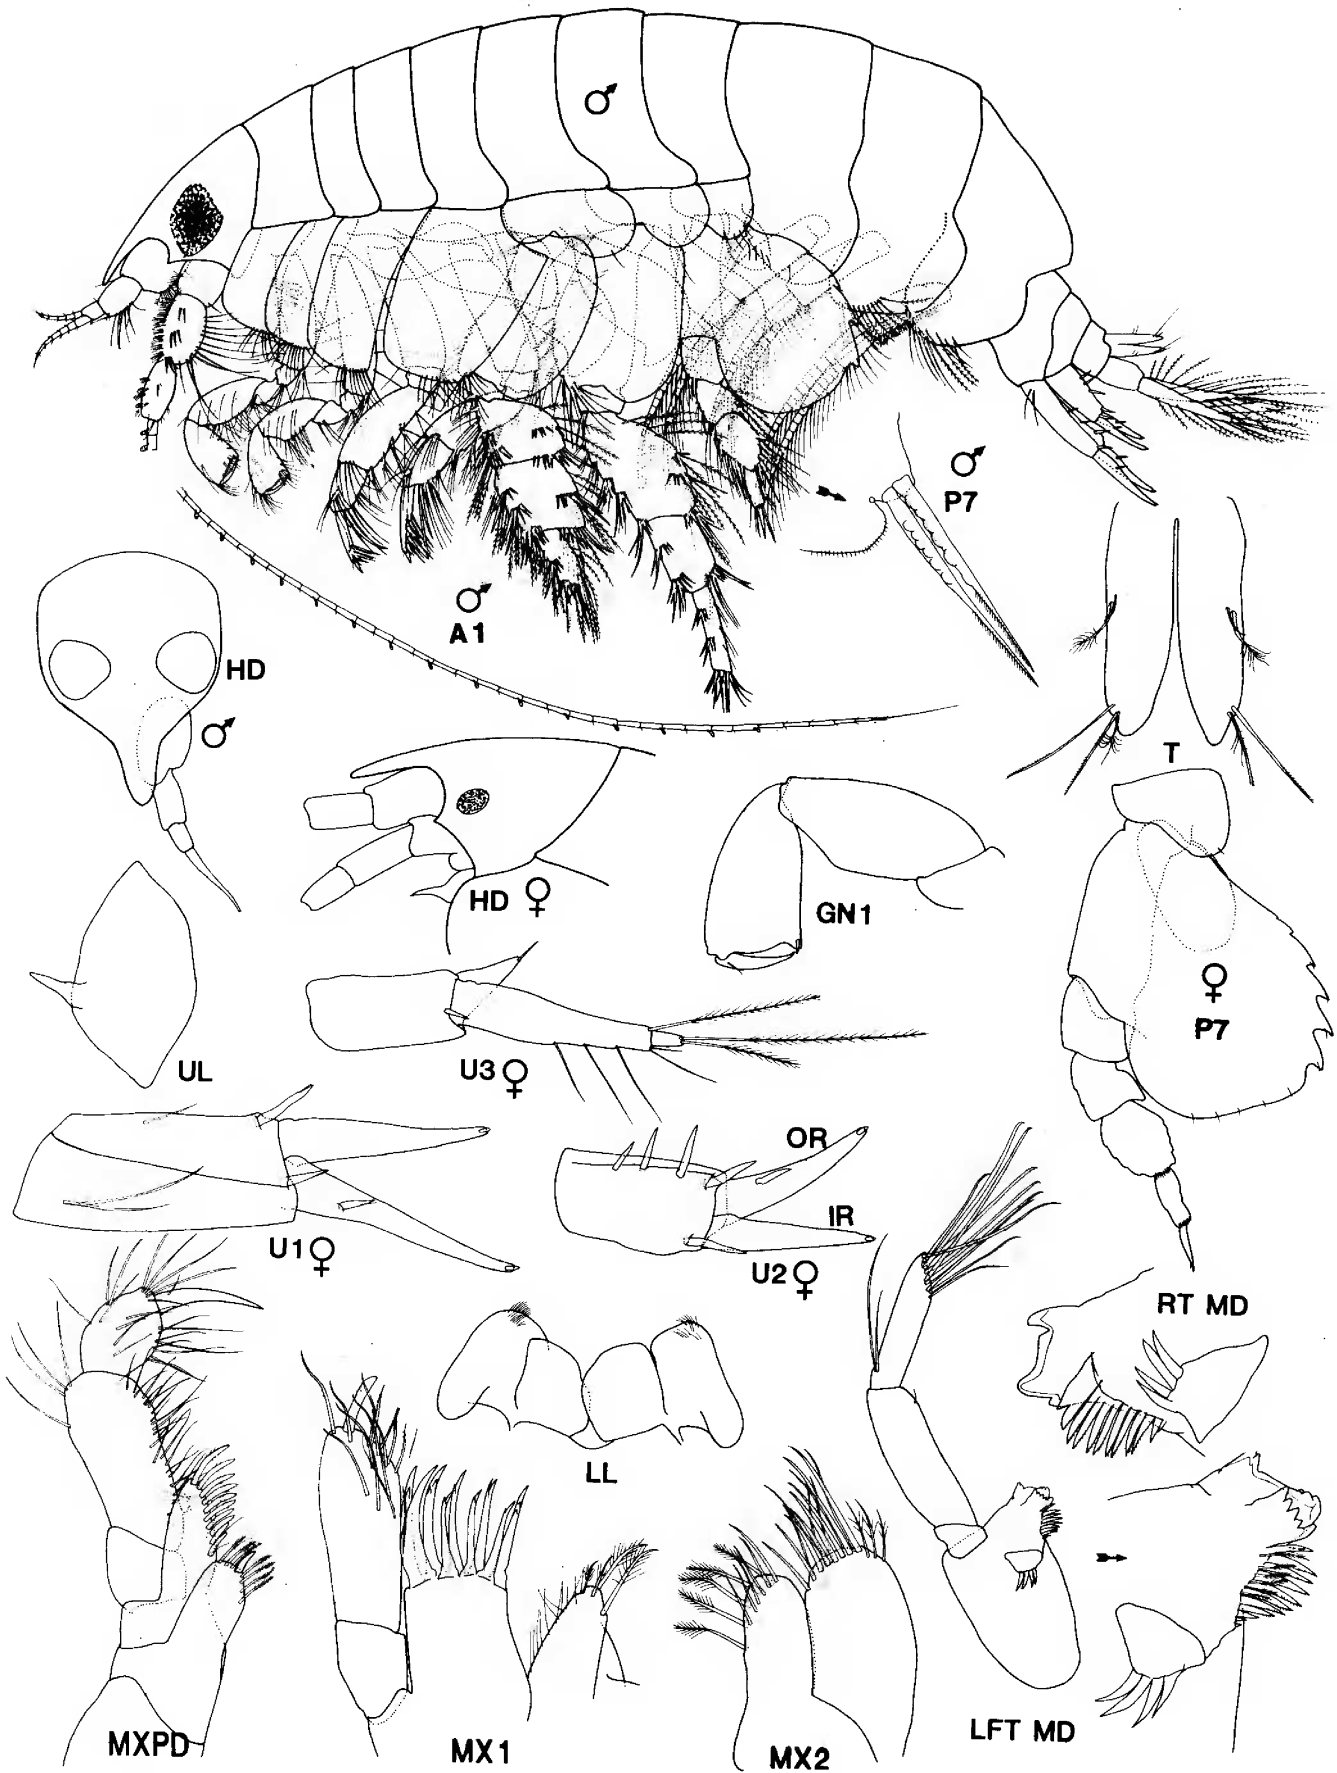 ♂
♂
P7
♂
A1
HD
♂
T
HD ♀
GN1
♀
P7
UL
U3 ♀
OR
IR
U1 ♀
U2 ♀
RT MD
LL
MXPD
MX1
MX2
LFT MD